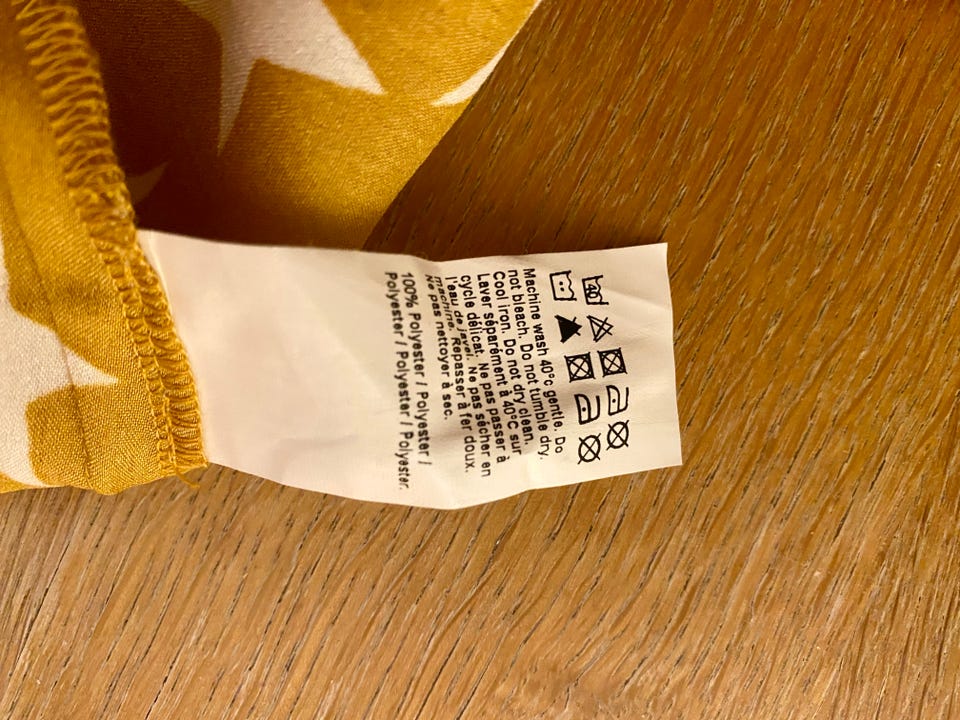 40
Machine wash 40°c gentle. Do
not bleach. Do not tumble dry.
Cool iron. Do not dry clean.
Laver séparément à 40°C sur
cycle délicat. Ne pas passer à
l'eau de javel. Ne pas sécher en
machine. Repasser à fer doux.
Ne pas nettoyer à sec.
100% Polyester / Polyester /
Polyester / Polyester / Polyester.